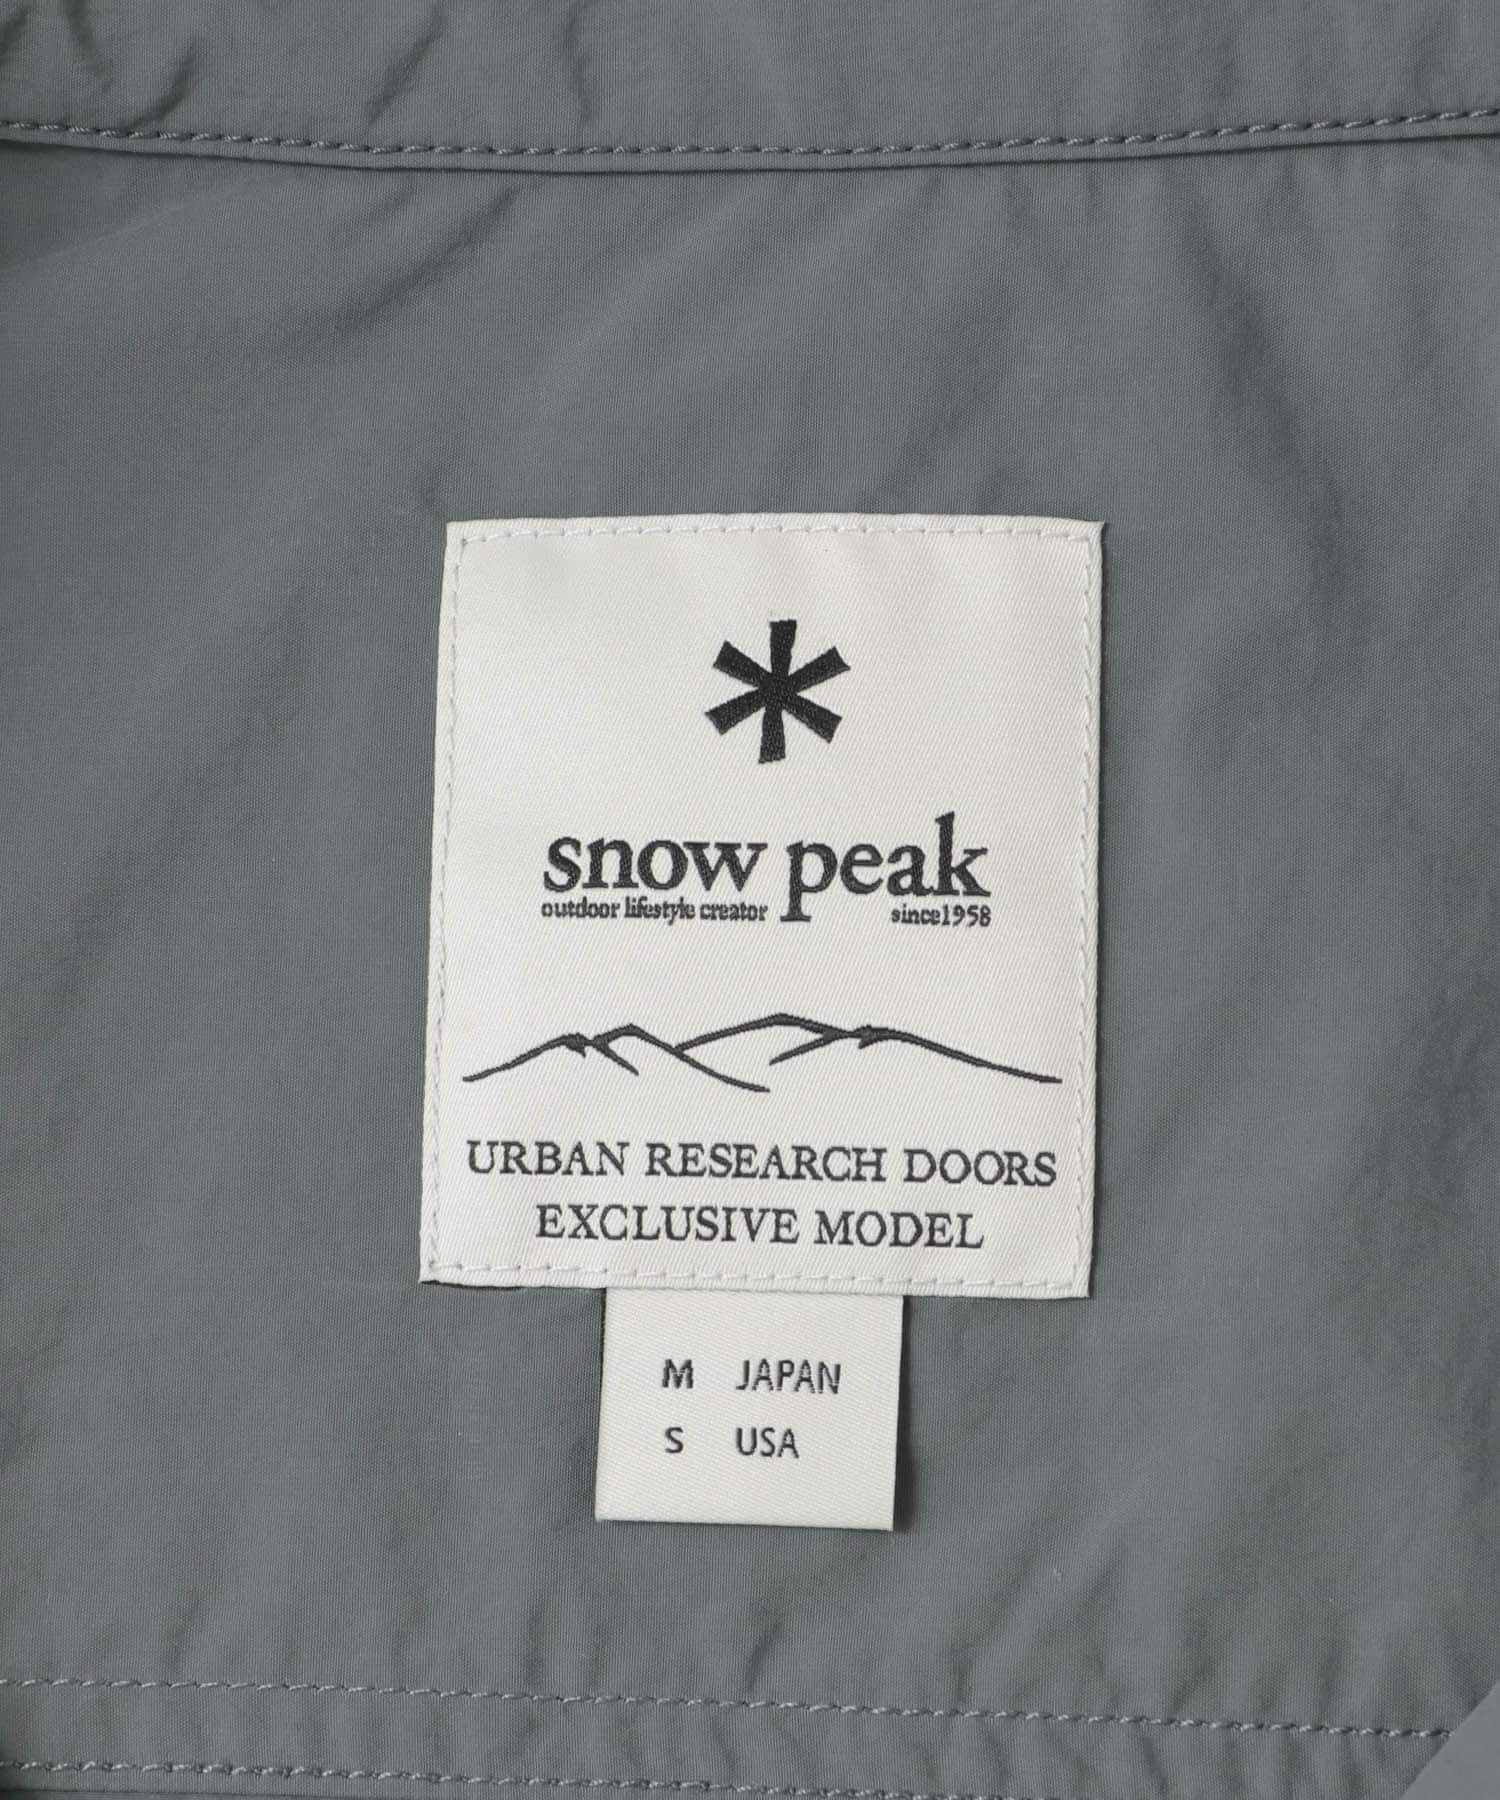 snow peak
outdoor lifestyle creator since1958
URBAN RESEARCH DOORS
EXCLUSIVE MODEL
M JAPAN
S USA